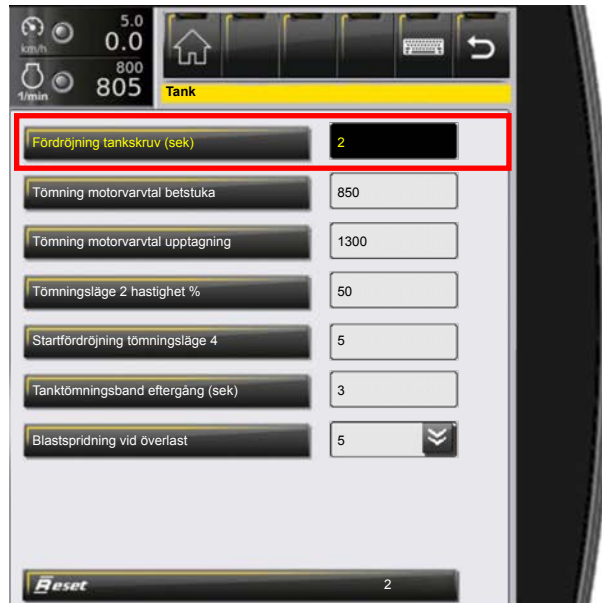 5.0
km/h 0.0
800
1/min 805
Tank
Fördröjning tankskruv (sek) 2
Tömning motorvarvtal betstuka 850
Tömning motorvarvtal upptagning 1300
Tömningsläge 2 hastighet % 50
Startfördröjning tömningsläge 4 5
Tanktömningsband eftergång (sek) 3
Blastspridning vid överlast 5
Reset 2